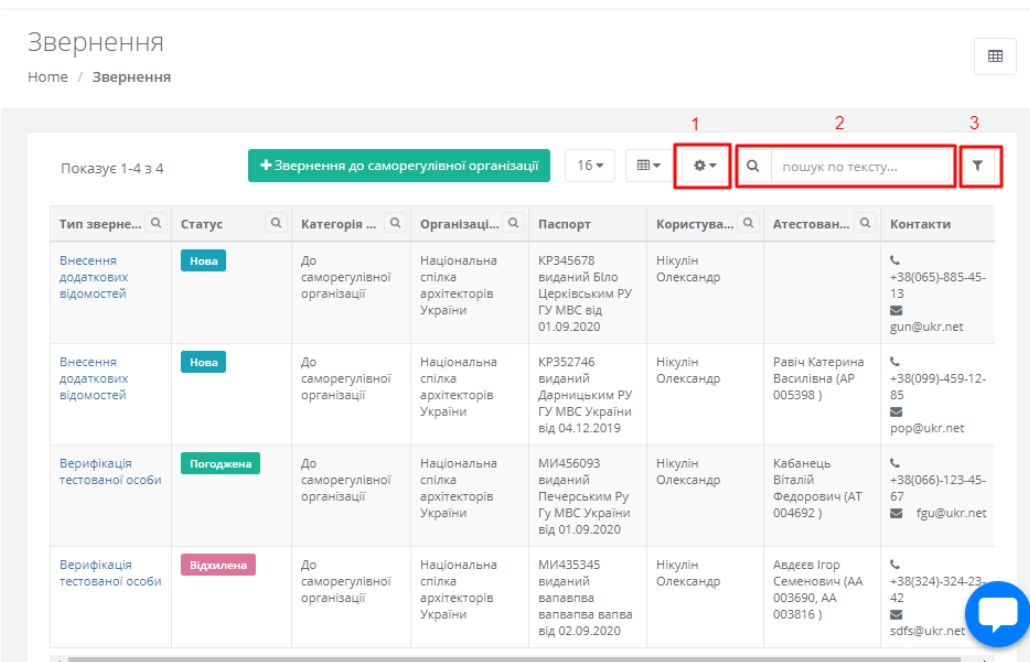 Звернення
Home / Звернення
1 2 3
Показує 1-4 з 4 + Звернення до саморегулівної організації 16 пошук по тексту...
Тип зверне... Статус Категорія ... Організаці... Паспорт Користува... Атестован... Контакти
Внесення Нова До Національна КР345678 Нікулін
додаткових саморегулівної спілка виданий Біло Олександр +38(065)-885-45-
відомостей організації архітекторів Церківським РУ 13
України ГУ МВС від
01.09.2020 gun@ukr.net
Внесення Нова До Національна КР352746 Нікулін Равіч Катерина
додаткових саморегулівної спілка виданий Олександр Василівна (АР +38(099)-459-12-
відомостей організації архітекторів Дарницьким РУ 005398 ) 85
України ГУ МВС України
від 04.12.2019 pop@ukr.net
Верифікація Погоджена До Національна МИ456093 Нікулін Кабанець
тестованої особи саморегулівної спілка виданий Олександр Віталій +38(066)-123-45-
організації архітекторів Печерським Ру Федорович (АТ 67
України Гу МВС України 004692 ) fgu@ukr.net
від 01.09.2020
Верифікація Відхилена До Національна МИ435345 Нікулін Авдєєв Ігор
тестованої особи саморегулівної спілка виданий Олександр Семенович (АА +38(324)-324-23-
організації архітекторів вапавпва 003690, АА 42
України вапвапва вапва 003816 )
від 02.09.2020 sdfs@ukr.net